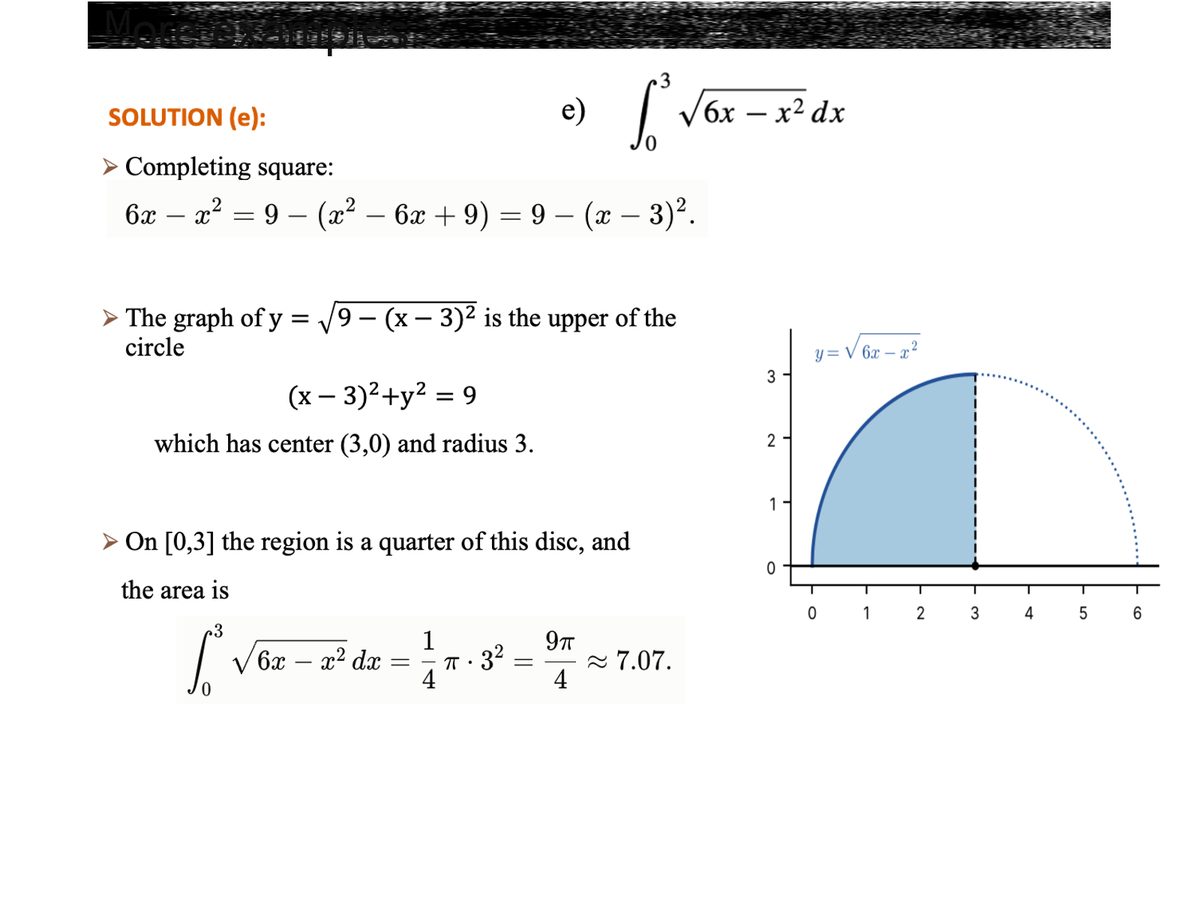 More examples
SOLUTION (e):
e) ∫₀³ √(6x – x²) dx
➢ Completing square:
6x − x² = 9 − (x² − 6x + 9) = 9 − (x − 3)².
➢ The graph of y = √(9 – (x – 3)²) is the upper of the
circle
(x – 3)²+y² = 9
which has center (3,0) and radius 3.
➢ On [0,3] the region is a quarter of this disc, and
the area is
∫₀³ √(6x − x²) dx = 1/4 π · 3² = 9π/4 ≈ 7.07.
y = √(6x − x²)
3
2
1
0
0 1 2 3 4 5 6